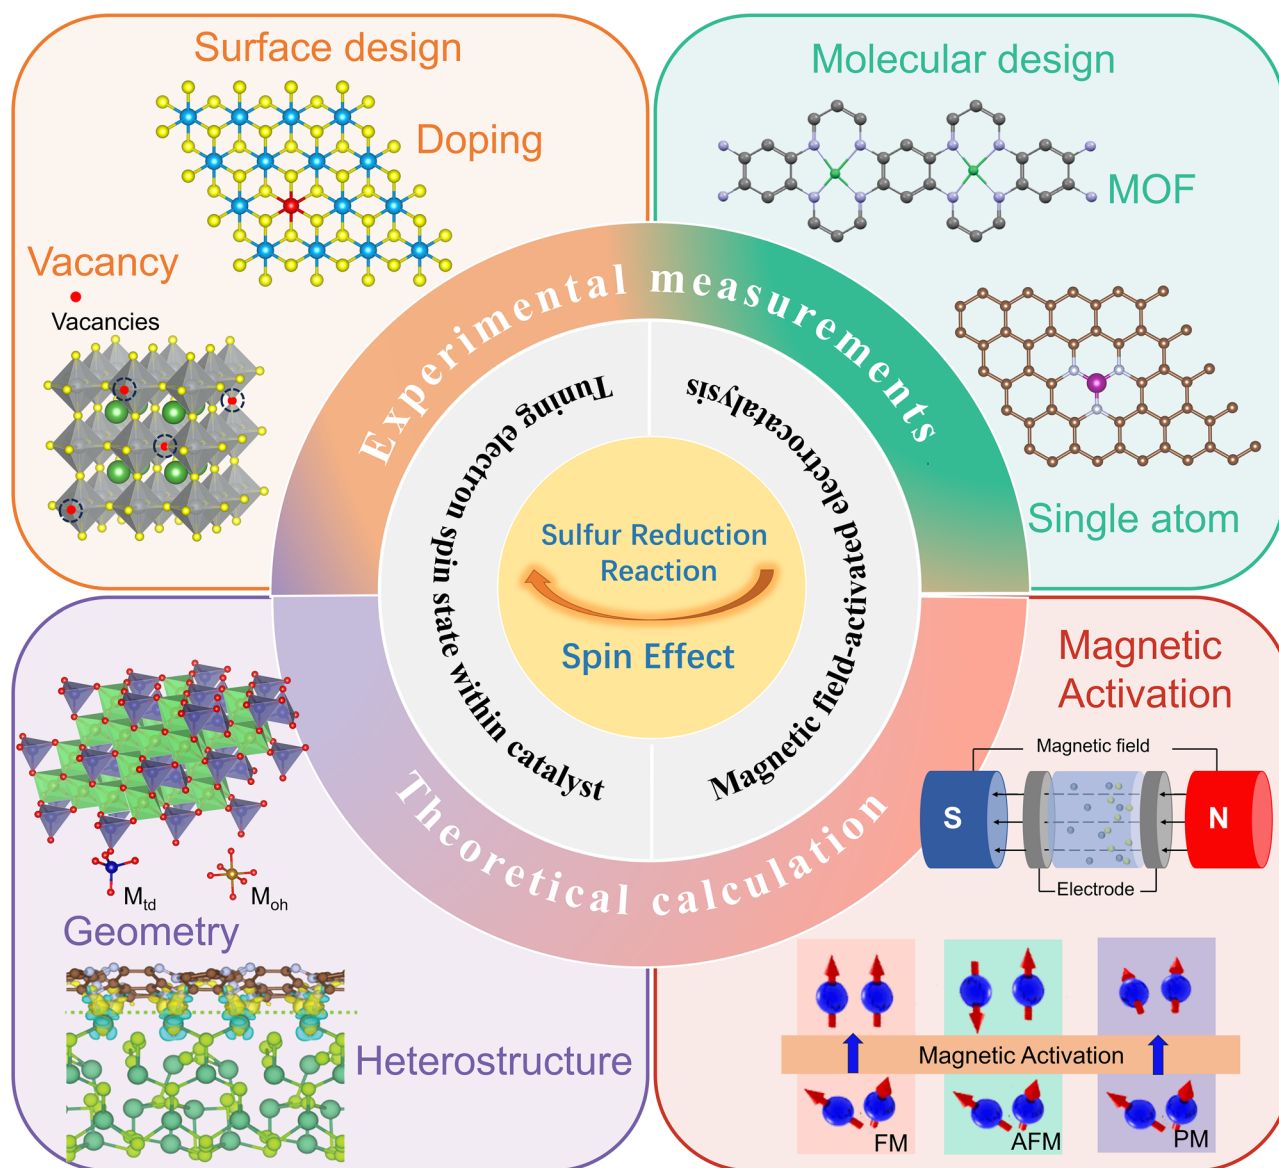 Surface design
Doping
Vacancy
Vacancies
Molecular design
MOF
Single atom
Experimental measurements
Theoretical calculation
Tuning electron spin state within catalyst
Magnetic field-activated electrocatalysis
Sulfur Reduction
Reaction
Spin Effect
Mtd
Moh
Geometry
Heterostructure
Magnetic
Activation
Magnetic field
S
N
Electrode
Magnetic Activation
FM
AFM
PM